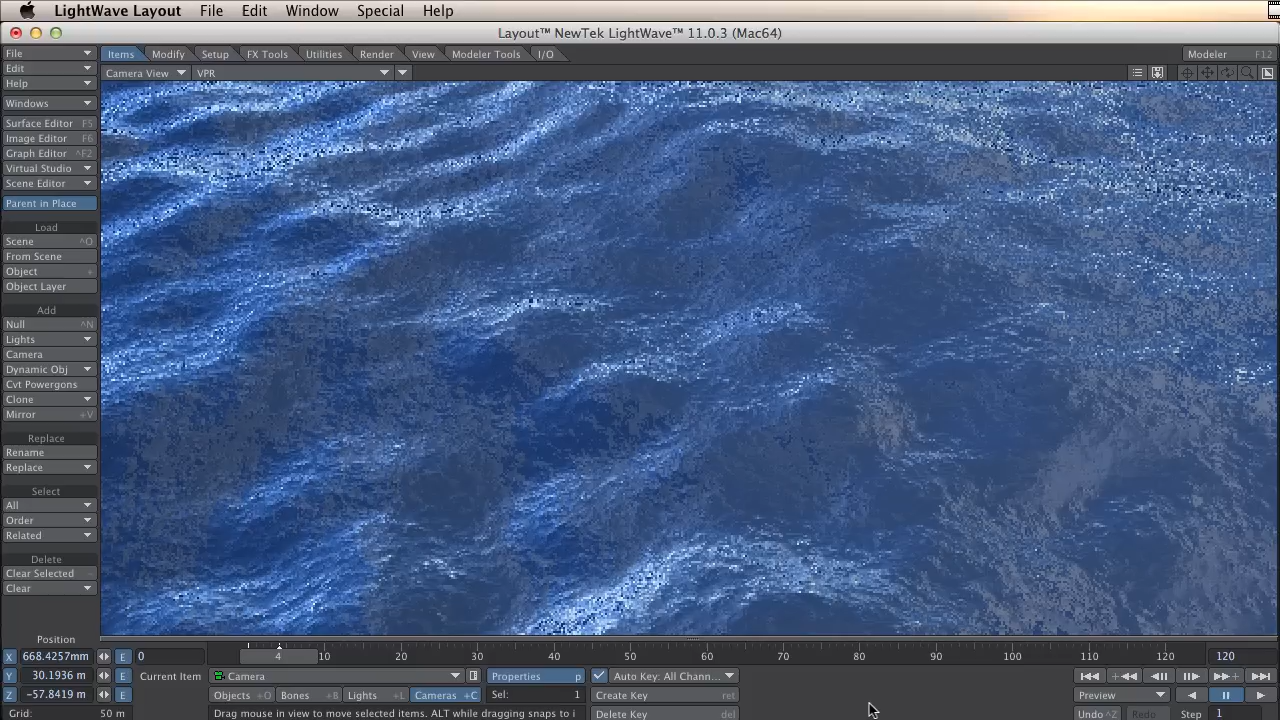 LightWave Layout File Edit Window Special Help
Layout™ NewTek LightWave™ 11.0.3 (Mac64)
File Items Modify Setup FX Tools Utilities Render View Modeler Tools I/O Modeler F12
Edit Camera View VPR
Help
Windows
Surface Editor F5
Image Editor F6
Graph Editor ^F2
Virtual Studio
Scene Editor
Parent in Place
Load
Scene ^O
From Scene
Object +
Object Layer
Add
Null ^N
Lights
Camera
Dynamic Obj
Cvt Powergons
Clone
Mirror +V
Replace
Rename
Replace
Select
All
Order
Related
Delete
Clear Selected -
Clear
Position
X 668.4257mm E 0 4 10 20 30 40 50 60 70 80 90 100 110 120
Y 30.1936 m E Current Item Camera Properties p Auto Key: All Chann...
Z -57.8419 m E Objects +O Bones +B Lights +L Cameras +C Sel: 1 Create Key ret Preview
Grid: 50 m Drag mouse in view to move selected items. ALT while dragging snaps to i Delete Key del Undo ^Z Redo Step 1